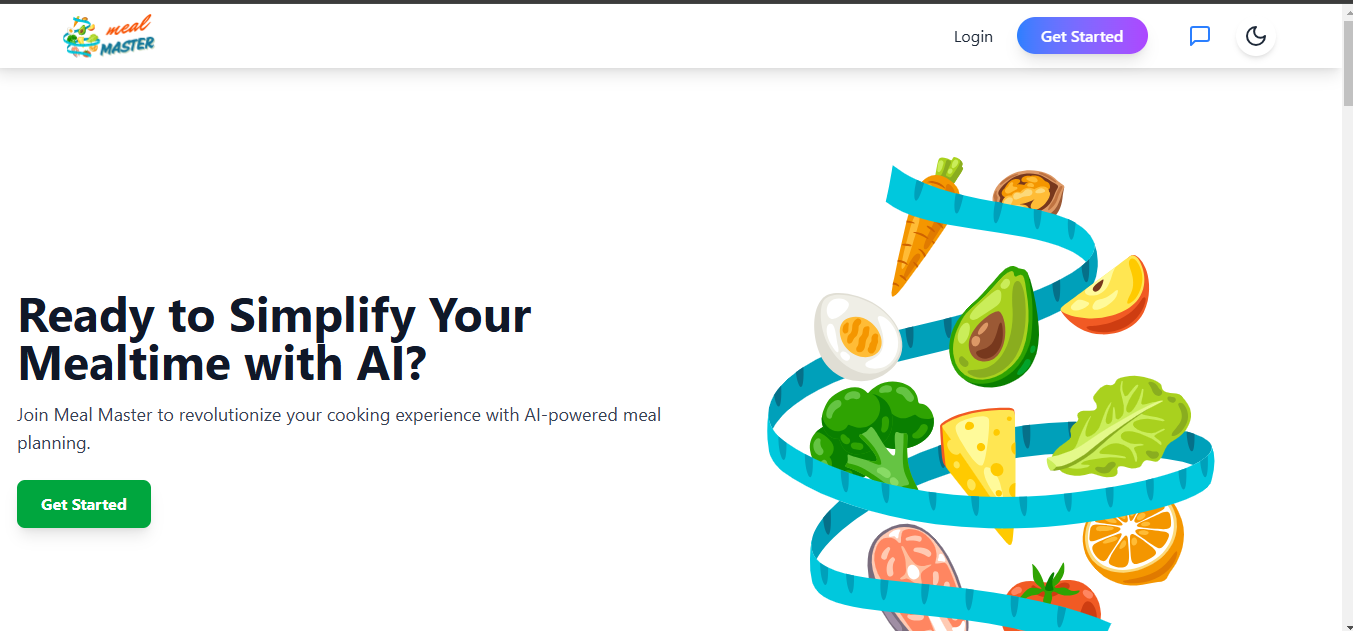 meal
MASTER
Login
Get Started
Ready to Simplify Your
Mealtime with AI?
Join Meal Master to revolutionize your cooking experience with AI-powered meal
planning.
Get Started